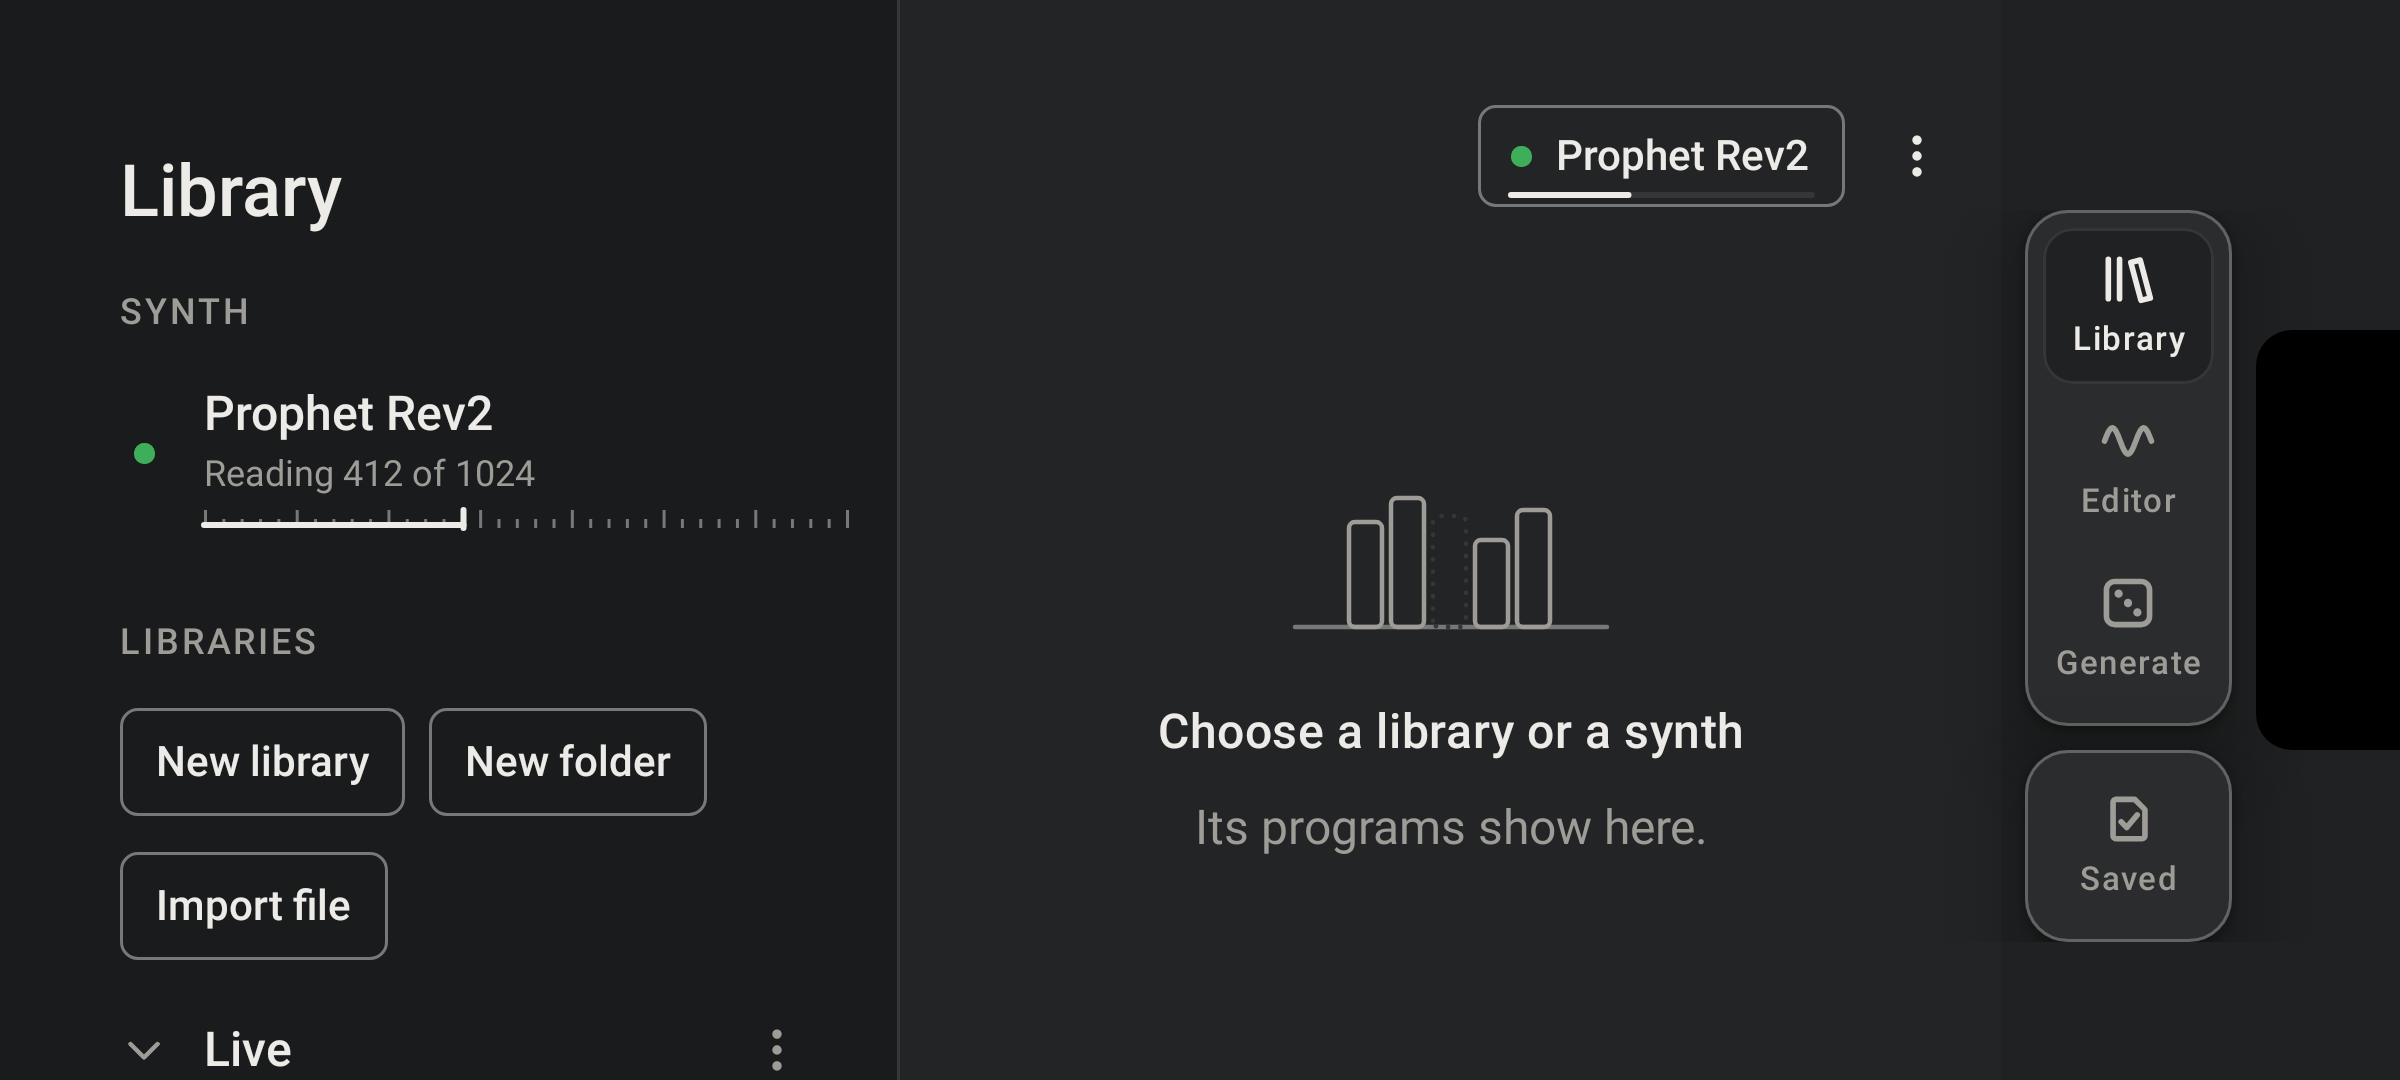 Library
SYNTH
Prophet Rev2
Reading 412 of 1024
LIBRARIES
New library
New folder
Import file
Live
Prophet Rev2
Choose a library or a synth
Its programs show here.
Library
Editor
Generate
Saved